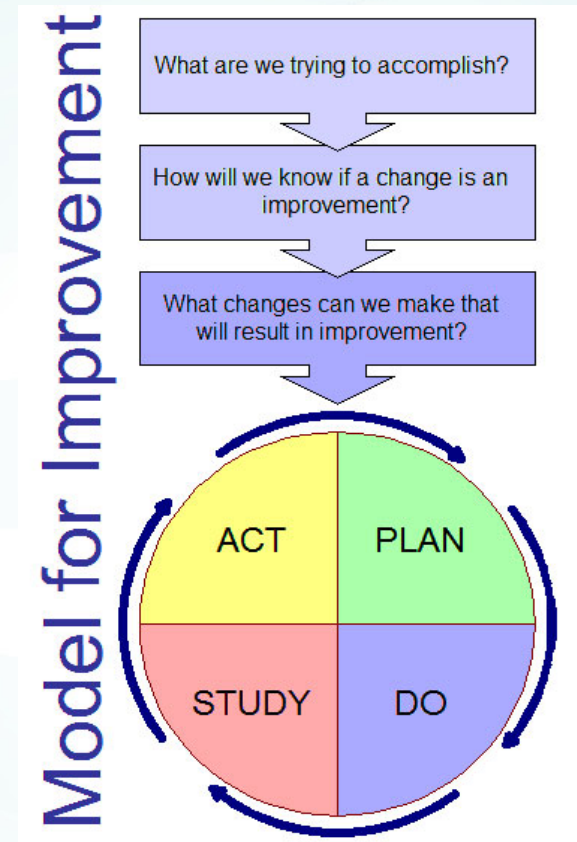 Model for Improvement
What are we trying to accomplish?
How will we know if a change is an
improvement?
What changes can we make that
will result in improvement?
ACT
PLAN
STUDY
DO